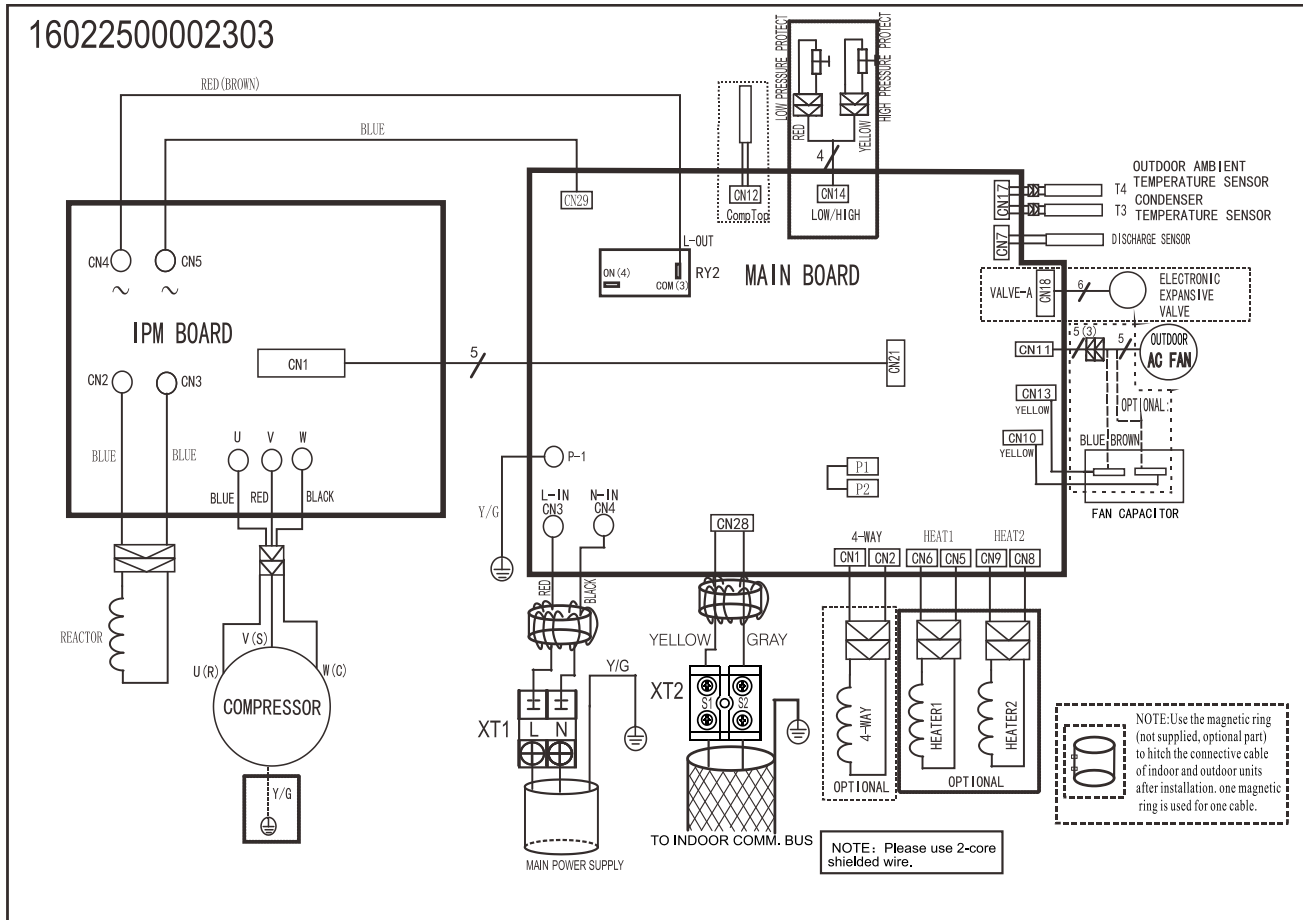 16022500002303
RED(BROWN)
BLUE
LOW PRESSURE PROTECT
HIGH PRESSURE PROTECT
RED
YELLOW
4
CN12
CompTop
CN14
LOW/HIGH
CN29
CN17
T4
OUTDOOR AMBIENT
TEMPERATURE SENSOR
T3
CONDENSER
TEMPERATURE SENSOR
CN7
DISCHARGE SENSOR
L-OUT
ON(4)
COM(3)
RY2
MAIN BOARD
CN4
CN5
~
~
IPM BOARD
VALVE-A
CN18
6
ELECTRONIC
EXPANSIVE
VALVE
CN1
5
CN21
CN11
5(3)
5
OUTDOOR
AC FAN
CN2
CN3
CN13
YELLOW
OPTIONAL
CN10
YELLOW
BLUE
BROWN
FAN CAPACITOR
BLUE
BLUE
U
V
W
BLUE
RED
BLACK
P-1
Y/G
L-IN
CN3
N-IN
CN4
P1
P2
CN28
4-WAY
CN1
CN2
HEAT1
CN6
CN5
HEAT2
CN9
CN8
RED
BLACK
REACTOR
V(S)
U(R)
W(C)
COMPRESSOR
Y/G
YELLOW
GRAY
Y/G
XT1
L
N
XT2
S1
S2
4-WAY
OPTIONAL
HEATER1
HEATER2
OPTIONAL
MAIN POWER SUPPLY
TO INDOOR COMM. BUS
NOTE: Please use 2-core
shielded wire.
NOTE:Use the magnetic ring
(not supplied, optional part)
to hitch the connective cable
of indoor and outdoor units
after installation. one magnetic
ring is used for one cable.